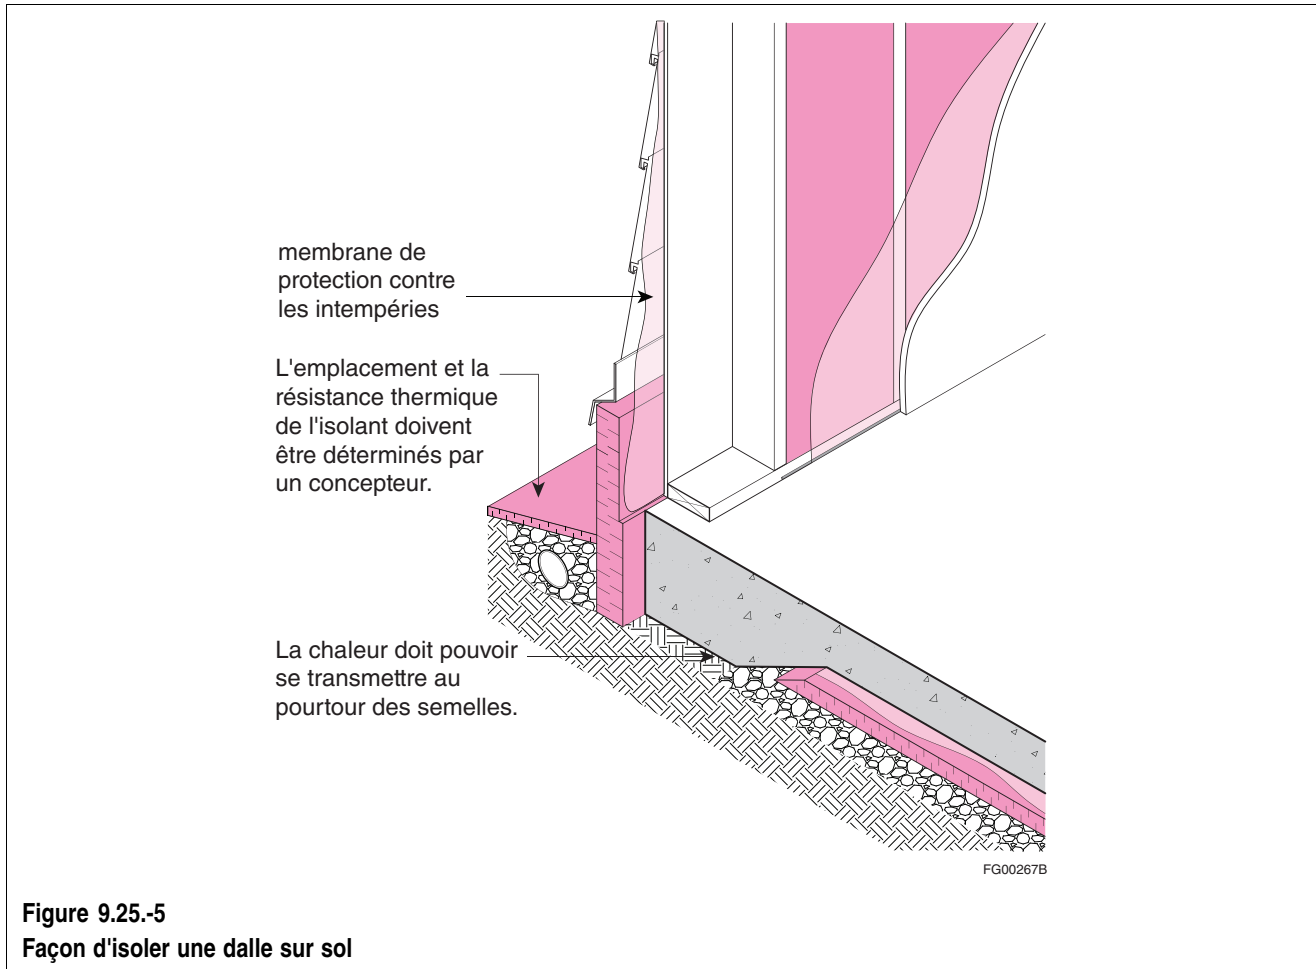 membrane de
protection contre
les intempéries
L'emplacement et la
résistance thermique
de l'isolant doivent
être déterminés par
un concepteur.
La chaleur doit pouvoir
se transmettre au
pourtour des semelles.
FG00267B
Figure 9.25.-5
Façon d'isoler une dalle sur sol